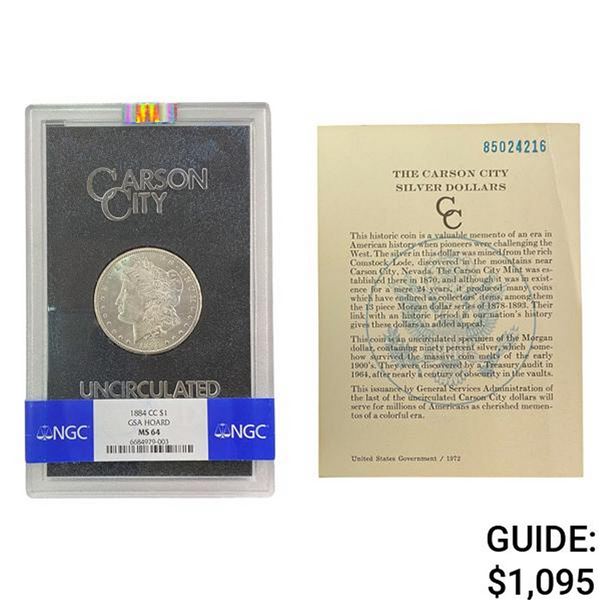 CARSON
CITY
UNCIRCULATED
NGC
1884 CC $1
GSA HOARD
MS 64
6684979-003
NGC
85024216
THE CARSON CITY
SILVER DOLLARS
CC
This historic coin is a valuable memento of an era in
American history when pioneers were challenging the
West. The silver in this dollar was mined from the rich
Comstock Lode, discovered in the mountains near
Carson City, Nevada. The Carson City Mint was es-
tablished there in 1870, and although it was in exist-
ence for a mere 24 years, it produced many coins
which have endured as collectors' items, among them
the 13 piece Morgan dollar series of 1878-1893. Their
link with an historic period in our nation's history
gives these dollars an added appeal.
This coin is an uncirculated specimen of the Morgan
dollar, containing ninety percent silver, which some-
how survived the massive coin melts of the early
1900's. They were discovered by a Treasury audit in
1964, after nearly a century of obscurity in the vaults.
This issuance by General Services Administration of
the last of the uncirculated Carson City dollars will
serve for millions of Americans as cherished memen-
tos of a colorful era.
United States Government / 1972
GUIDE:
$1,095